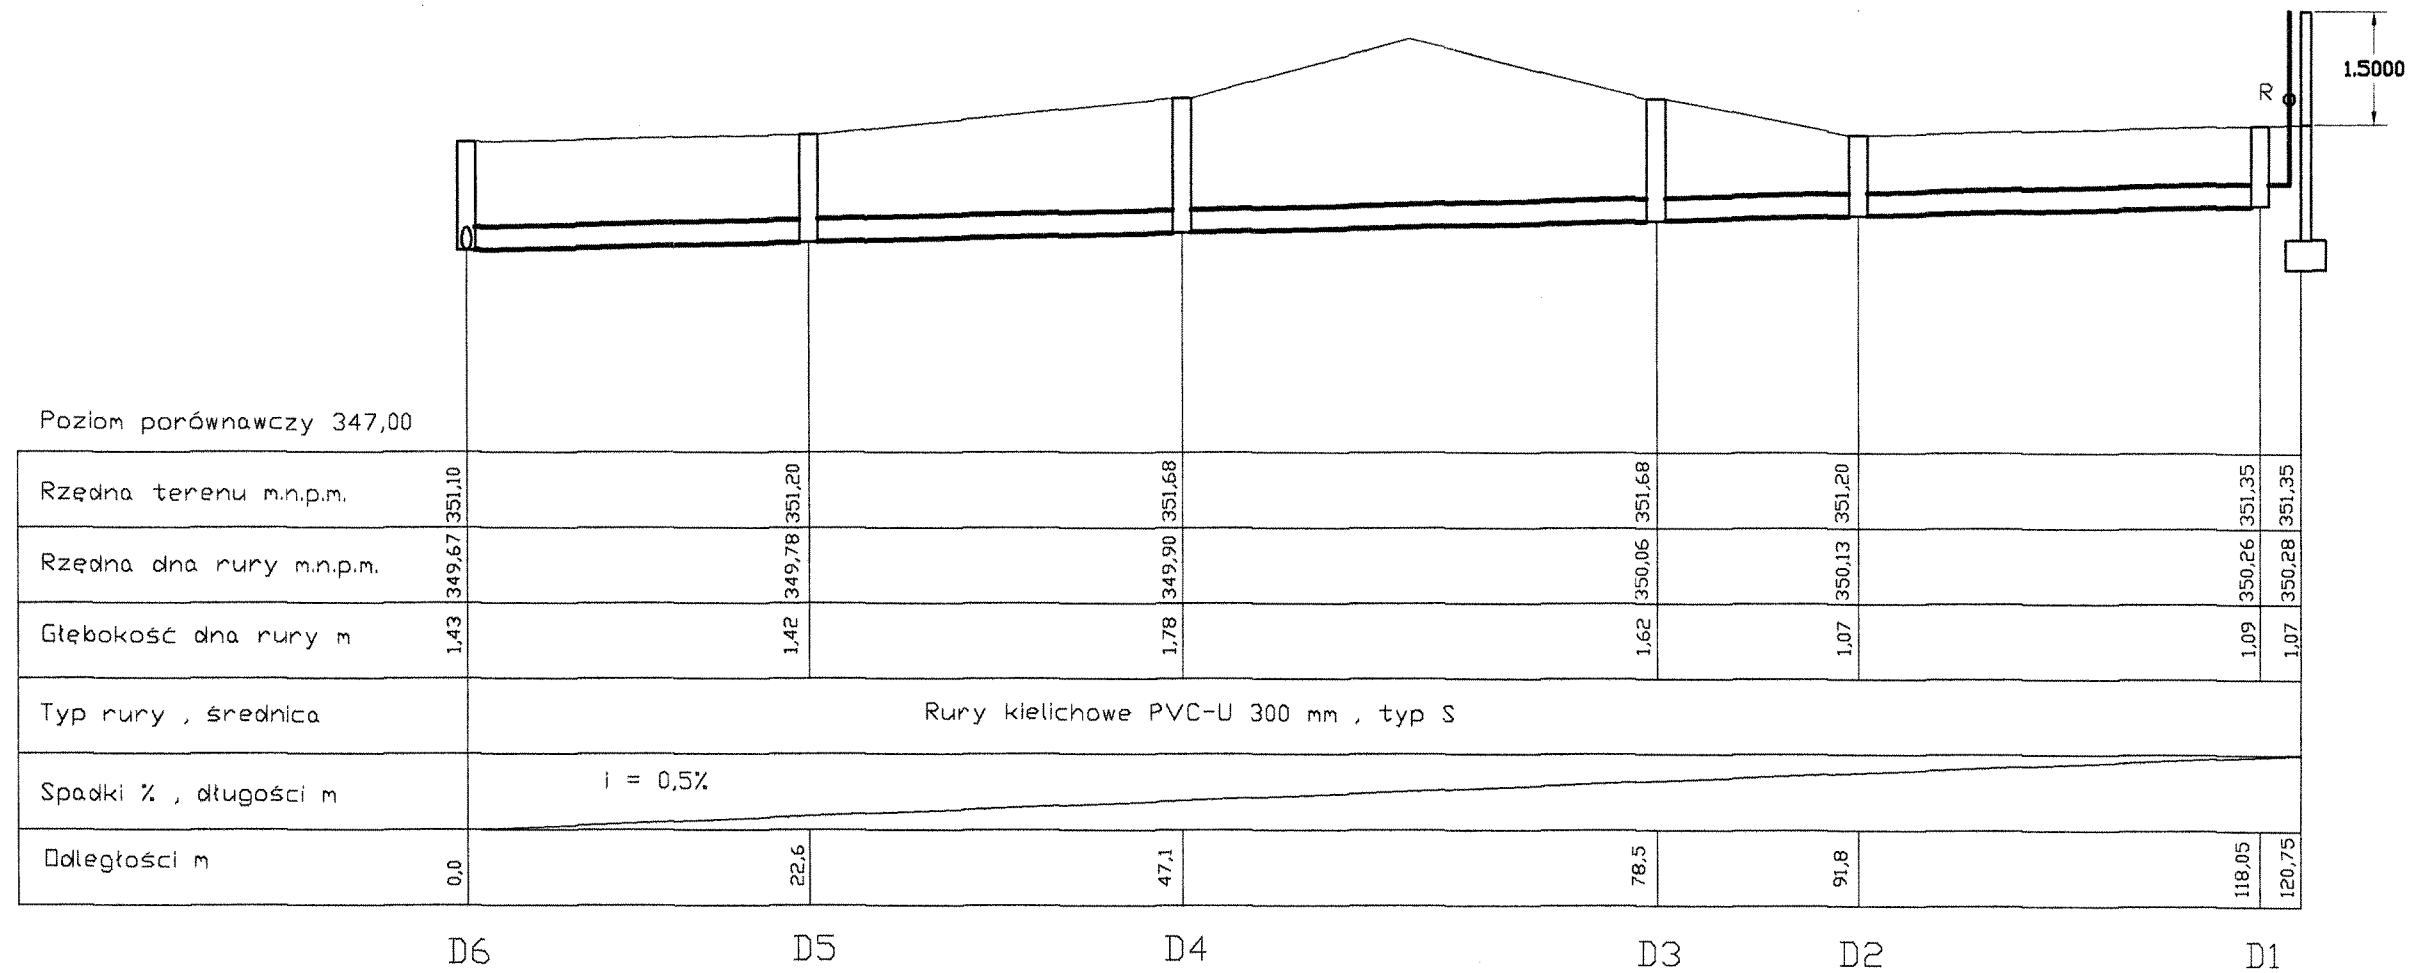 R
1.5000
Poziom porównawczy 347,00
Rzędna terenu m.n.p.m. 351,10 351,20 351,68 351,68 351,20 351,35 351,35
Rzędna dna rury m.n.p.m. 349,67 349,78 349,90 350,06 350,13 350,26 350,28
Głębokość dna rury m 1,43 1,42 1,78 1,62 1,07 1,09 1,07
Typ rury , średnica Rury kielichowe PVC-U 300 mm , typ S
Spadki % , długości m i = 0,5%
Odległości m 0,0 22,6 47,1 78,5 91,8 118,05 120,75
D6 D5 D4 D3 D2 D1